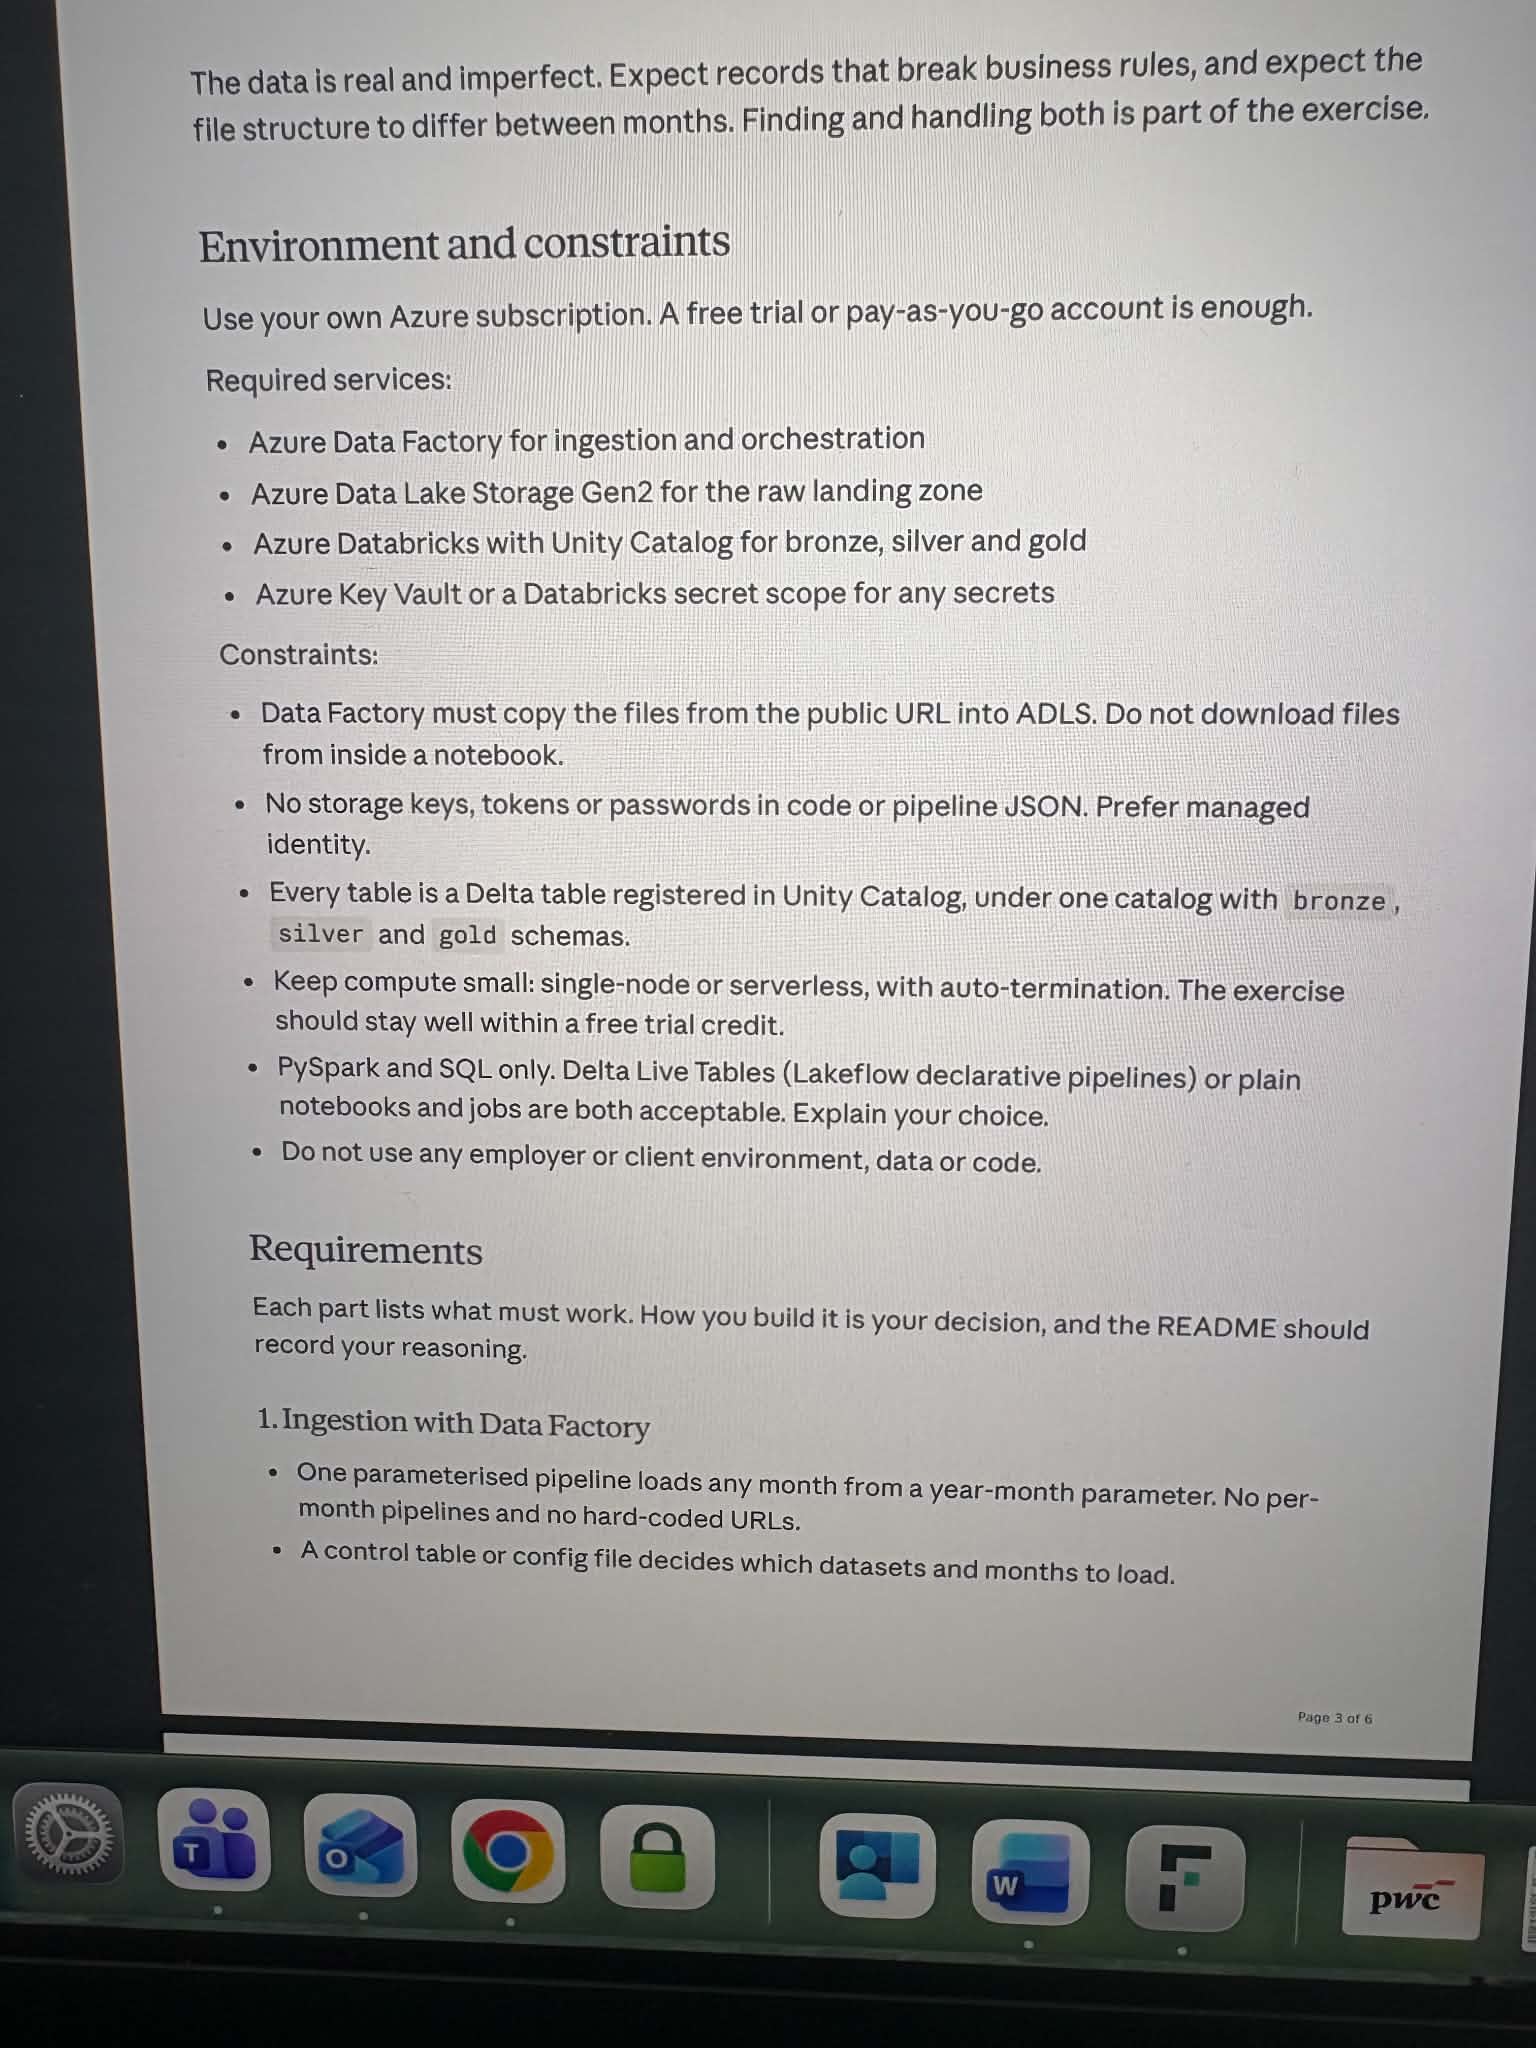 The data is real and imperfect. Expect records that break business rules, and expect the
file structure to differ between months. Finding and handling both is part of the exercise.
Environment and constraints
Use your own Azure subscription. A free trial or pay-as-you-go account is enough.
Required services:
• Azure Data Factory for ingestion and orchestration
• Azure Data Lake Storage Gen2 for the raw landing zone
• Azure Databricks with Unity Catalog for bronze, silver and gold
• Azure Key Vault or a Databricks secret scope for any secrets
Constraints:
• Data Factory must copy the files from the public URL into ADLS. Do not download files
from inside a notebook.
• No storage keys, tokens or passwords in code or pipeline JSON. Prefer managed
identity.
• Every table is a Delta table registered in Unity Catalog, under one catalog with bronze,
silver and gold schemas.
• Keep compute small: single-node or serverless, with auto-termination. The exercise
should stay well within a free trial credit.
• PySpark and SQL only. Delta Live Tables (Lakeflow declarative pipelines) or plain
notebooks and jobs are both acceptable. Explain your choice.
• Do not use any employer or client environment, data or code.
Requirements
Each part lists what must work. How you build it is your decision, and the README should
record your reasoning.
1. Ingestion with Data Factory
• One parameterised pipeline loads any month from a year-month parameter. No per-
month pipelines and no hard-coded URLs.
• A control table or config file decides which datasets and months to load.
Page 3 of 6
T
O
W
pwc